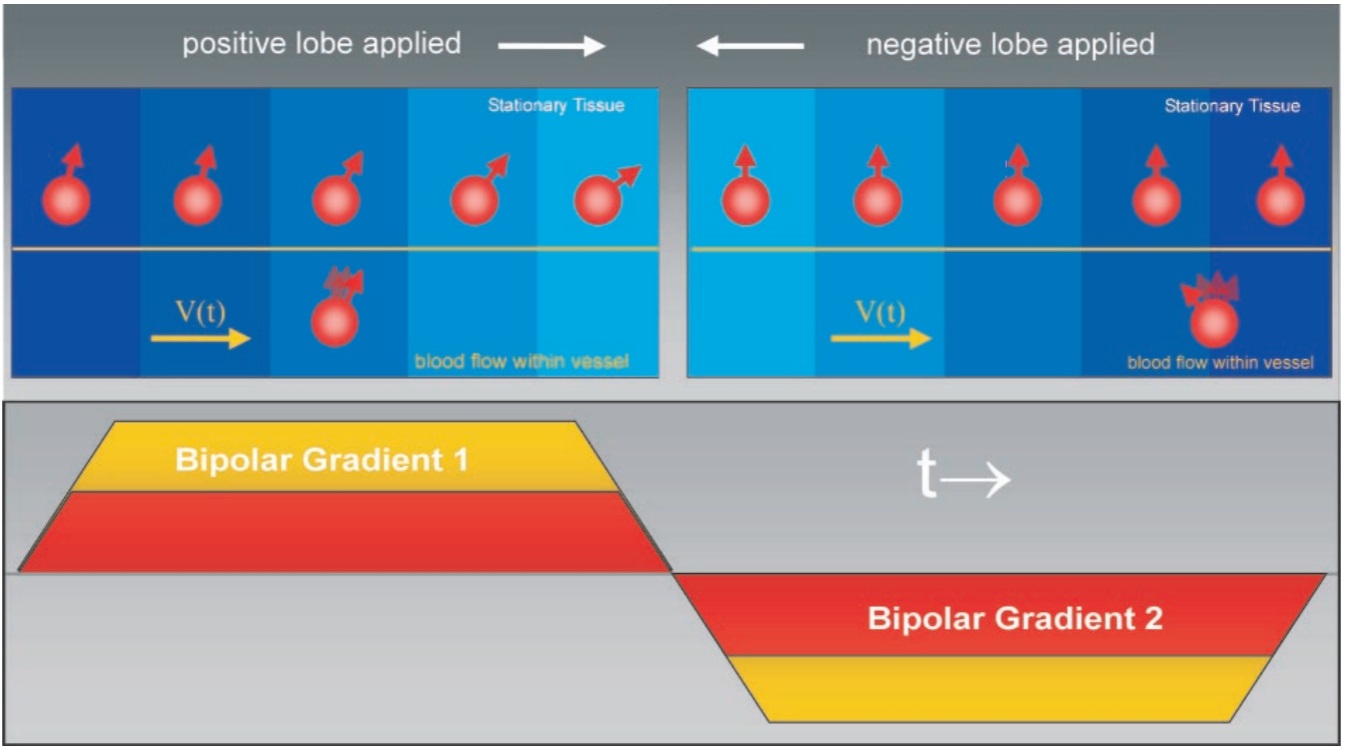 positive lobe applied
negative lobe applied
Stationary Tissue
Stationary Tissue
V(t)
V(t)
blood flow within vessel
blood flow within vessel
Bipolar Gradient 1
t→
Bipolar Gradient 2